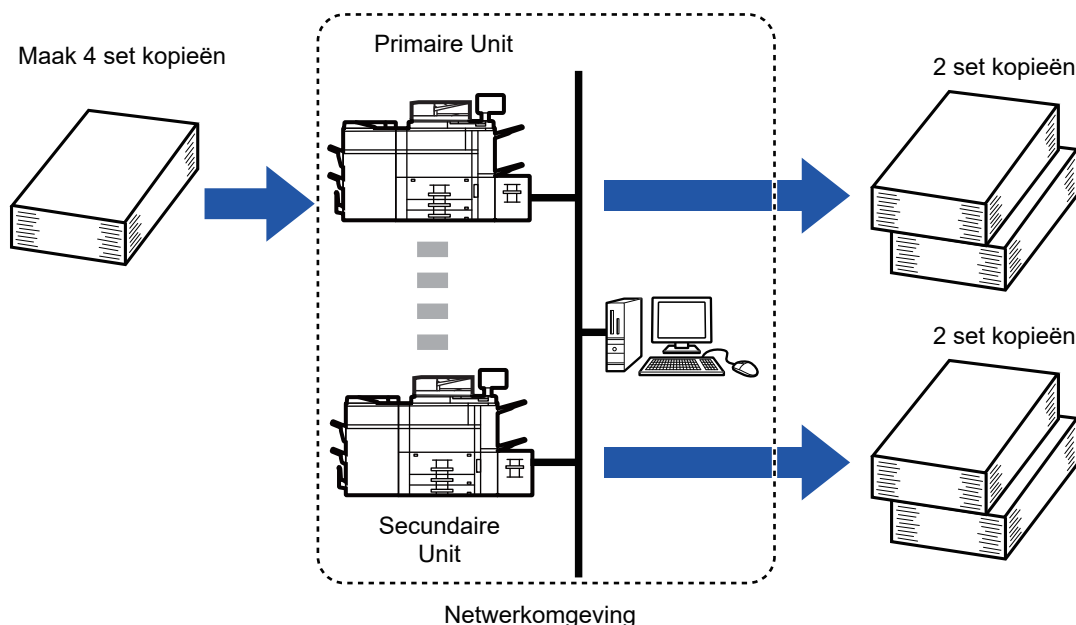 Maak 4 set kopieën
Primaire Unit
2 set kopieën
2 set kopieën
Secundaire
Unit
Netwerkomgeving